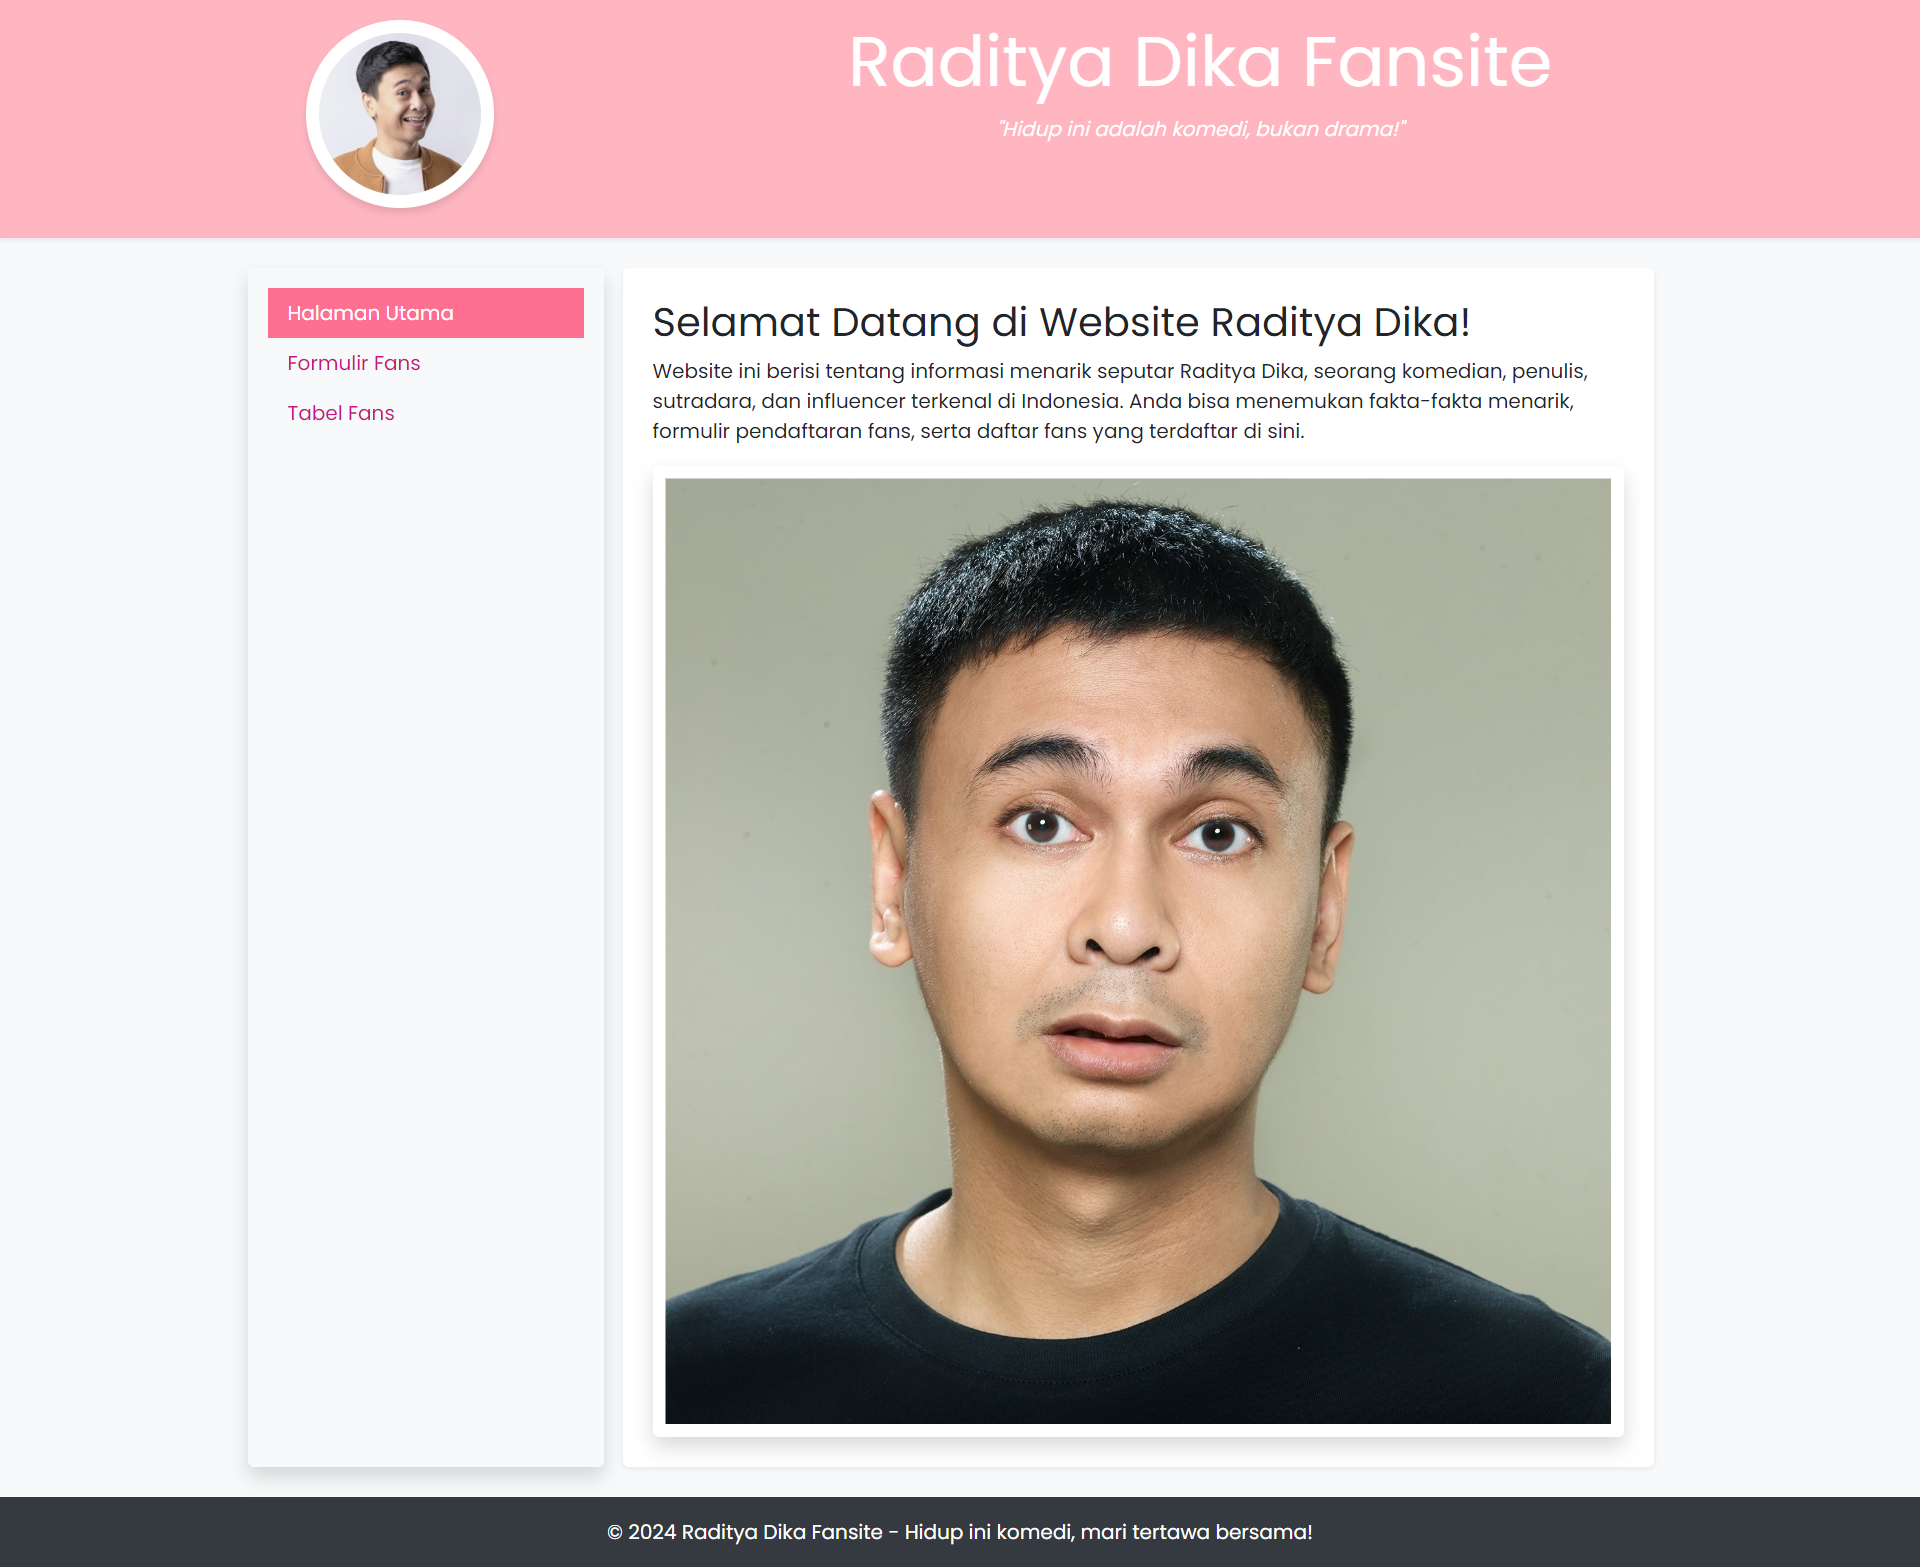 Raditya Dika Fansite
"Hidup ini adalah komedi, bukan drama!"
Halaman Utama
Formulir Fans
Tabel Fans
Selamat Datang di Website Raditya Dika!
Website ini berisi tentang informasi menarik seputar Raditya Dika, seorang komedian, penulis,
sutradara, dan influencer terkenal di Indonesia. Anda bisa menemukan fakta-fakta menarik,
formulir pendaftaran fans, serta daftar fans yang terdaftar di sini.
© 2024 Raditya Dika Fansite - Hidup ini komedi, mari tertawa bersama!